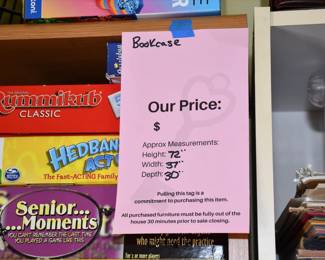 Bookcase
Our Price:
$
Approx Measurements:
Height: 72"
Width: 37"
Depth: 30"
Pulling this tag is a
commitment to purchasing this item.
All purchased furniture must be fully out of the
house 30 minutes prior to sale closing.
Rummikub
CLASSIC
HEDBANZ
ACT
The Fast-ACTING Family
Senior...
...Moments
YOU CAN'T REMEMBER THE LAST TIME
YOU PLAYED A GAME LIKE THIS
who might need the practice